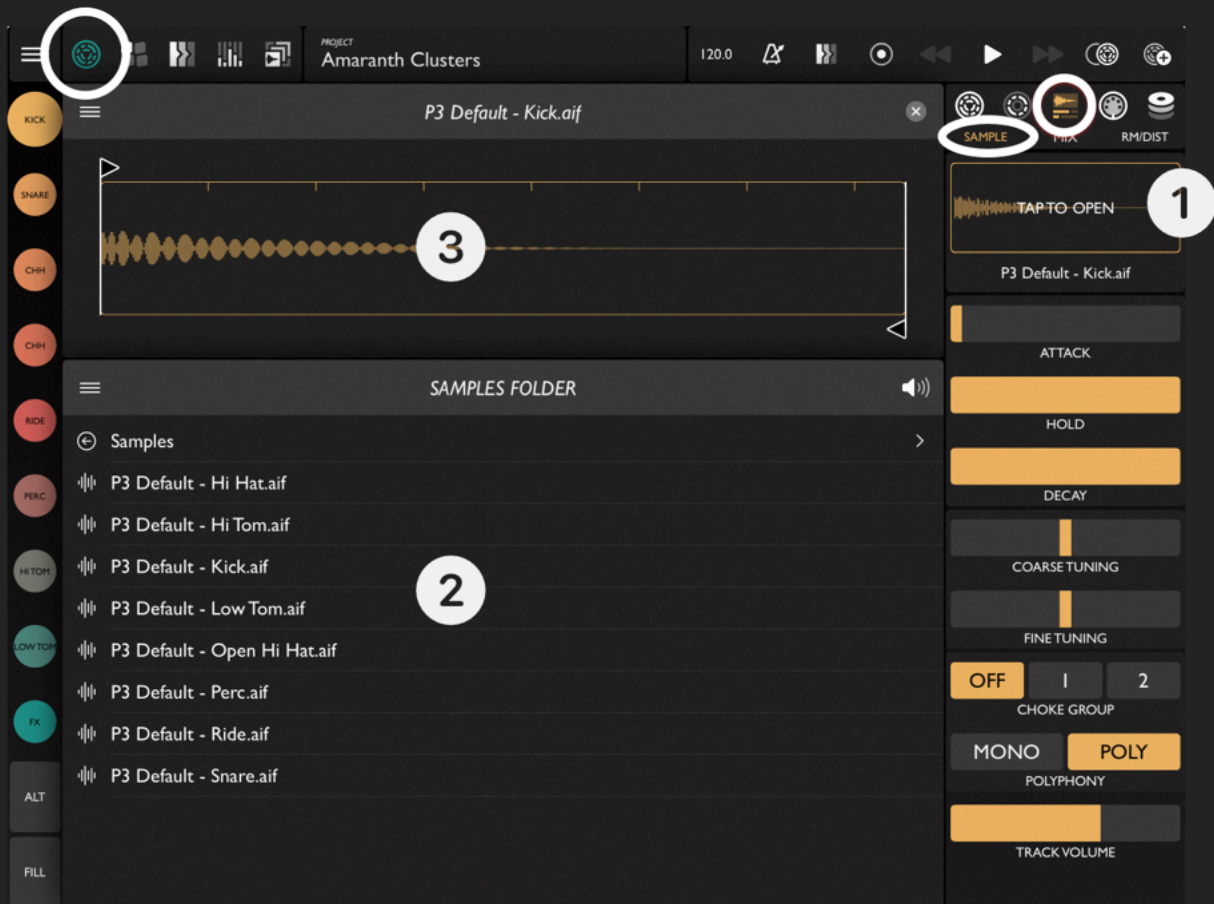 PROJECT
Amaranth Clusters
120.0
KICK
SNARE
CHH
CHH
RIDE
PERC
HI TOM
LOW TOM
FX
ALT
FILL
P3 Default - Kick.aif
3
SAMPLES FOLDER
Samples
P3 Default - Hi Hat.aif
P3 Default - Hi Tom.aif
P3 Default - Kick.aif
P3 Default - Low Tom.aif
P3 Default - Open Hi Hat.aif
P3 Default - Perc.aif
P3 Default - Ride.aif
P3 Default - Snare.aif
2
SAMPLE MIX RM/DIST
TAP TO OPEN
1
P3 Default - Kick.aif
ATTACK
HOLD
DECAY
COARSE TUNING
FINE TUNING
OFF 1 2
CHOKE GROUP
MONO POLY
POLYPHONY
TRACK VOLUME